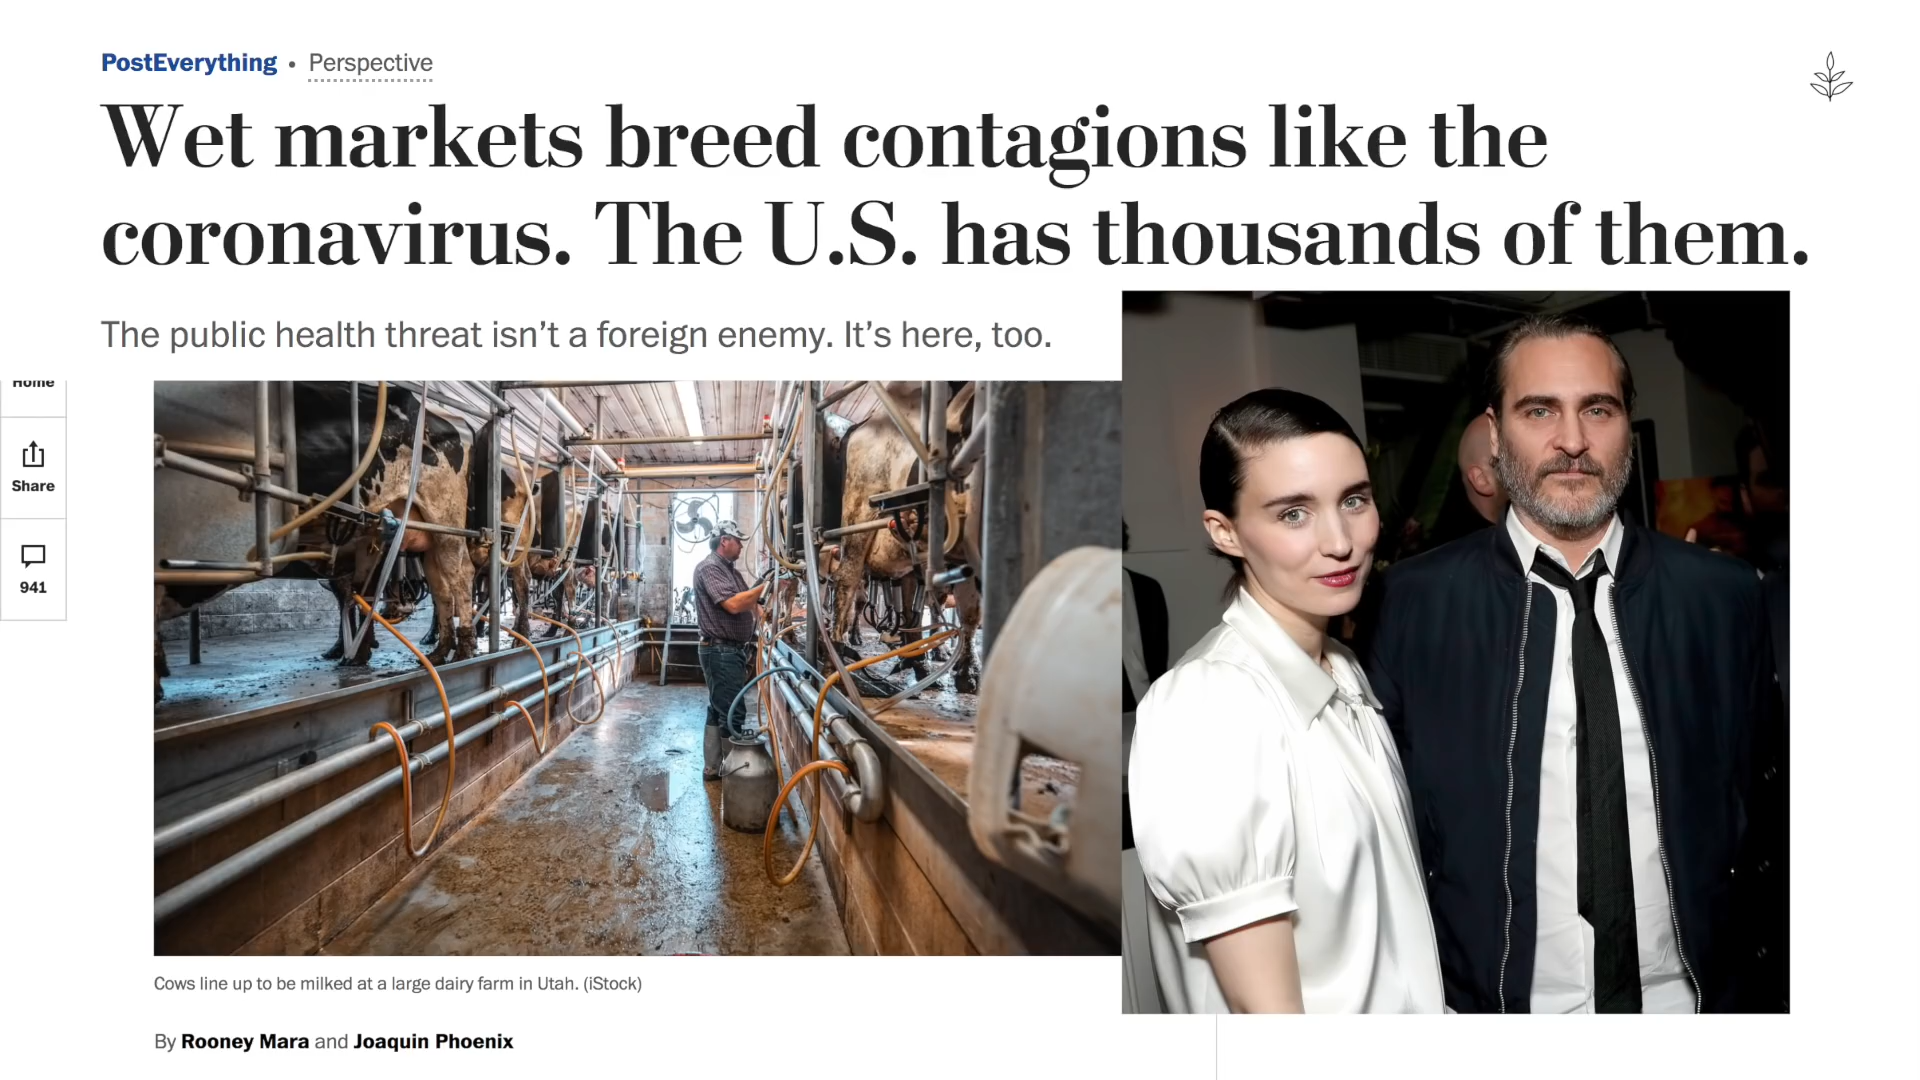 PostEverything • Perspective
Wet markets breed contagions like the
coronavirus. The U.S. has thousands of them.
The public health threat isn’t a foreign enemy. It’s here, too.
Home
Share
941
Cows line up to be milked at a large dairy farm in Utah. (iStock)
By Rooney Mara and Joaquin Phoenix